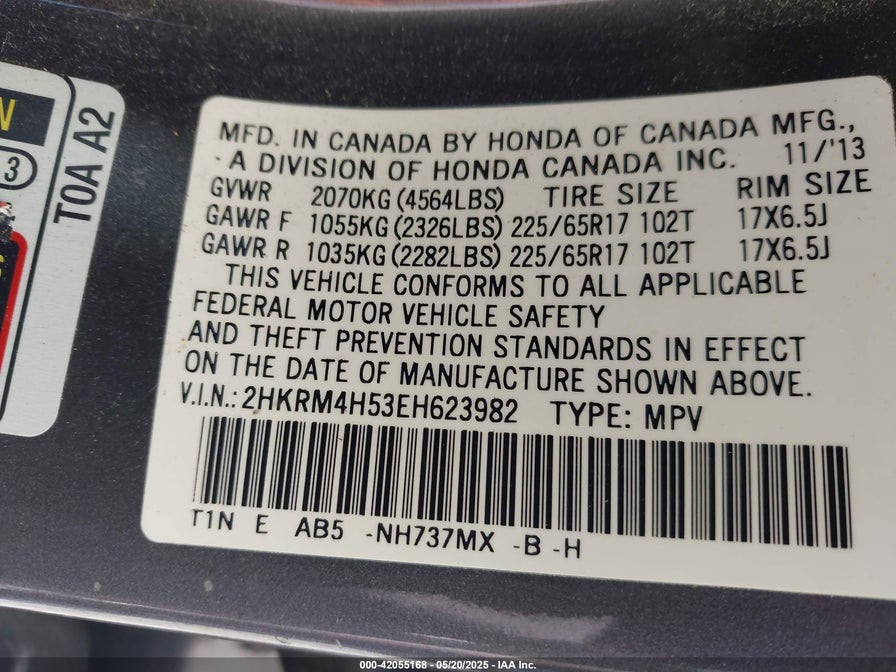 N
3
TOA A2
MFD. IN CANADA BY HONDA OF CANADA MFG.,
A DIVISION OF HONDA CANADA INC. 11/'13
GVWR 2070KG (4564LBS) TIRE SIZE RIM SIZE
GAWR F 1055KG (2326LBS) 225/65R17 102T 17X6.5J
GAWR R 1035KG (2282LBS) 225/65R17 102T 17X6.5J
THIS VEHICLE CONFORMS TO ALL APPLICABLE
FEDERAL MOTOR VEHICLE SAFETY
AND THEFT PREVENTION STANDARDS IN EFFECT
ON THE DATE OF MANUFACTURE SHOWN ABOVE.
V.I.N.: 2HKRM4H53EH623982 TYPE: MPV
T1N E AB5 -NH737MX -B -H
000-42055168 - 05/20/2025 - IAA Inc.